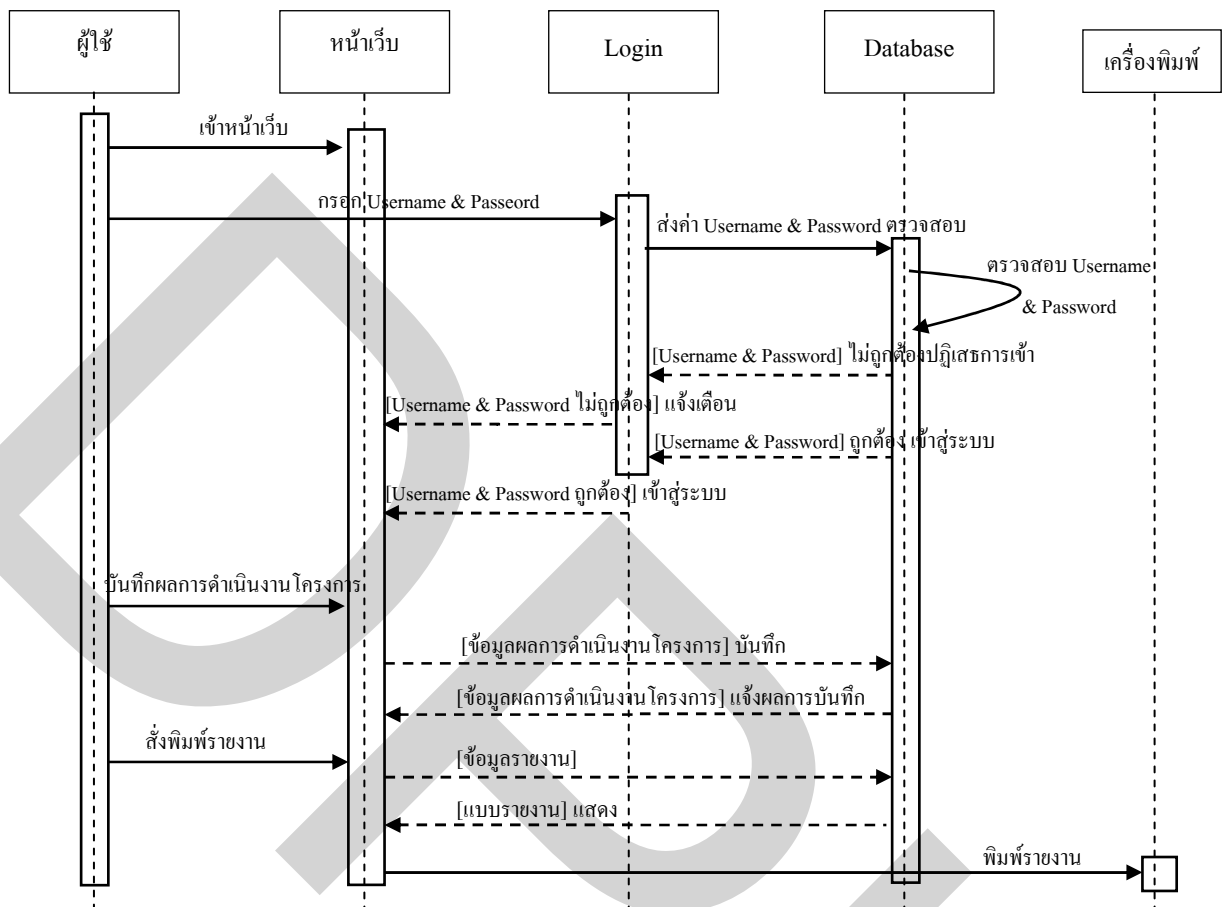 ผู้ใช้
หน้าเว็บ
Login
Database
เครื่องพิมพ์
เข้าหน้าเว็บ
กรอก Username & Passeord
ส่งค่า Username & Password ตรวจสอบ
ตรวจสอบ Username
& Password
[Username & Password] ไม่ถูกต้องปฏิเสธการเข้า
[Username & Password ไม่ถูกต้อง] แจ้งเตือน
[Username & Password] ถูกต้อง เข้าสู่ระบบ
[Username & Password ถูกต้อง] เข้าสู่ระบบ
บันทึกผลการดำเนินงานโครงการ
[ข้อมูลผลการดำเนินงานโครงการ] บันทึก
[ข้อมูลผลการดำเนินงานโครงการ] แจ้งผลการบันทึก
สั่งพิมพ์รายงาน
[ข้อมูลรายงาน]
[แบบรายงาน] แสดง
พิมพ์รายงาน